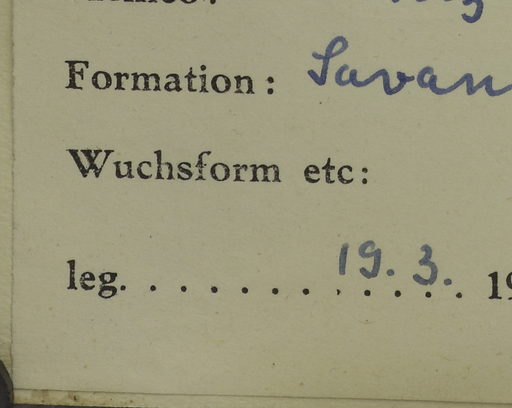 Formation: Savan
Wuchsform etc:
leg. . . . . . . . . . . . . 19.3. 19